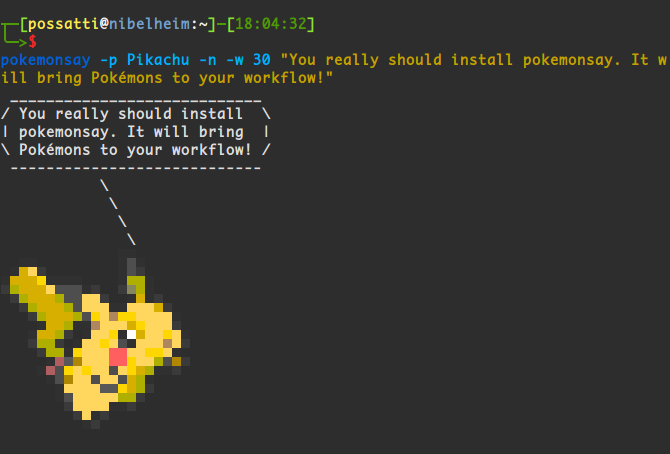 ┬─[possatti@nibelheim:~]─[18:04:32]
╰─>$
pokemonsay -p Pikachu -n -w 30 "You really should install pokemonsay. It w
ill bring Pokémons to your workflow!"
 ____________________________
/ You really should install  \
| pokemonsay. It will bring  |
\ Pokémons to your workflow! /
 ----------------------------
           \
            \
             \
              \